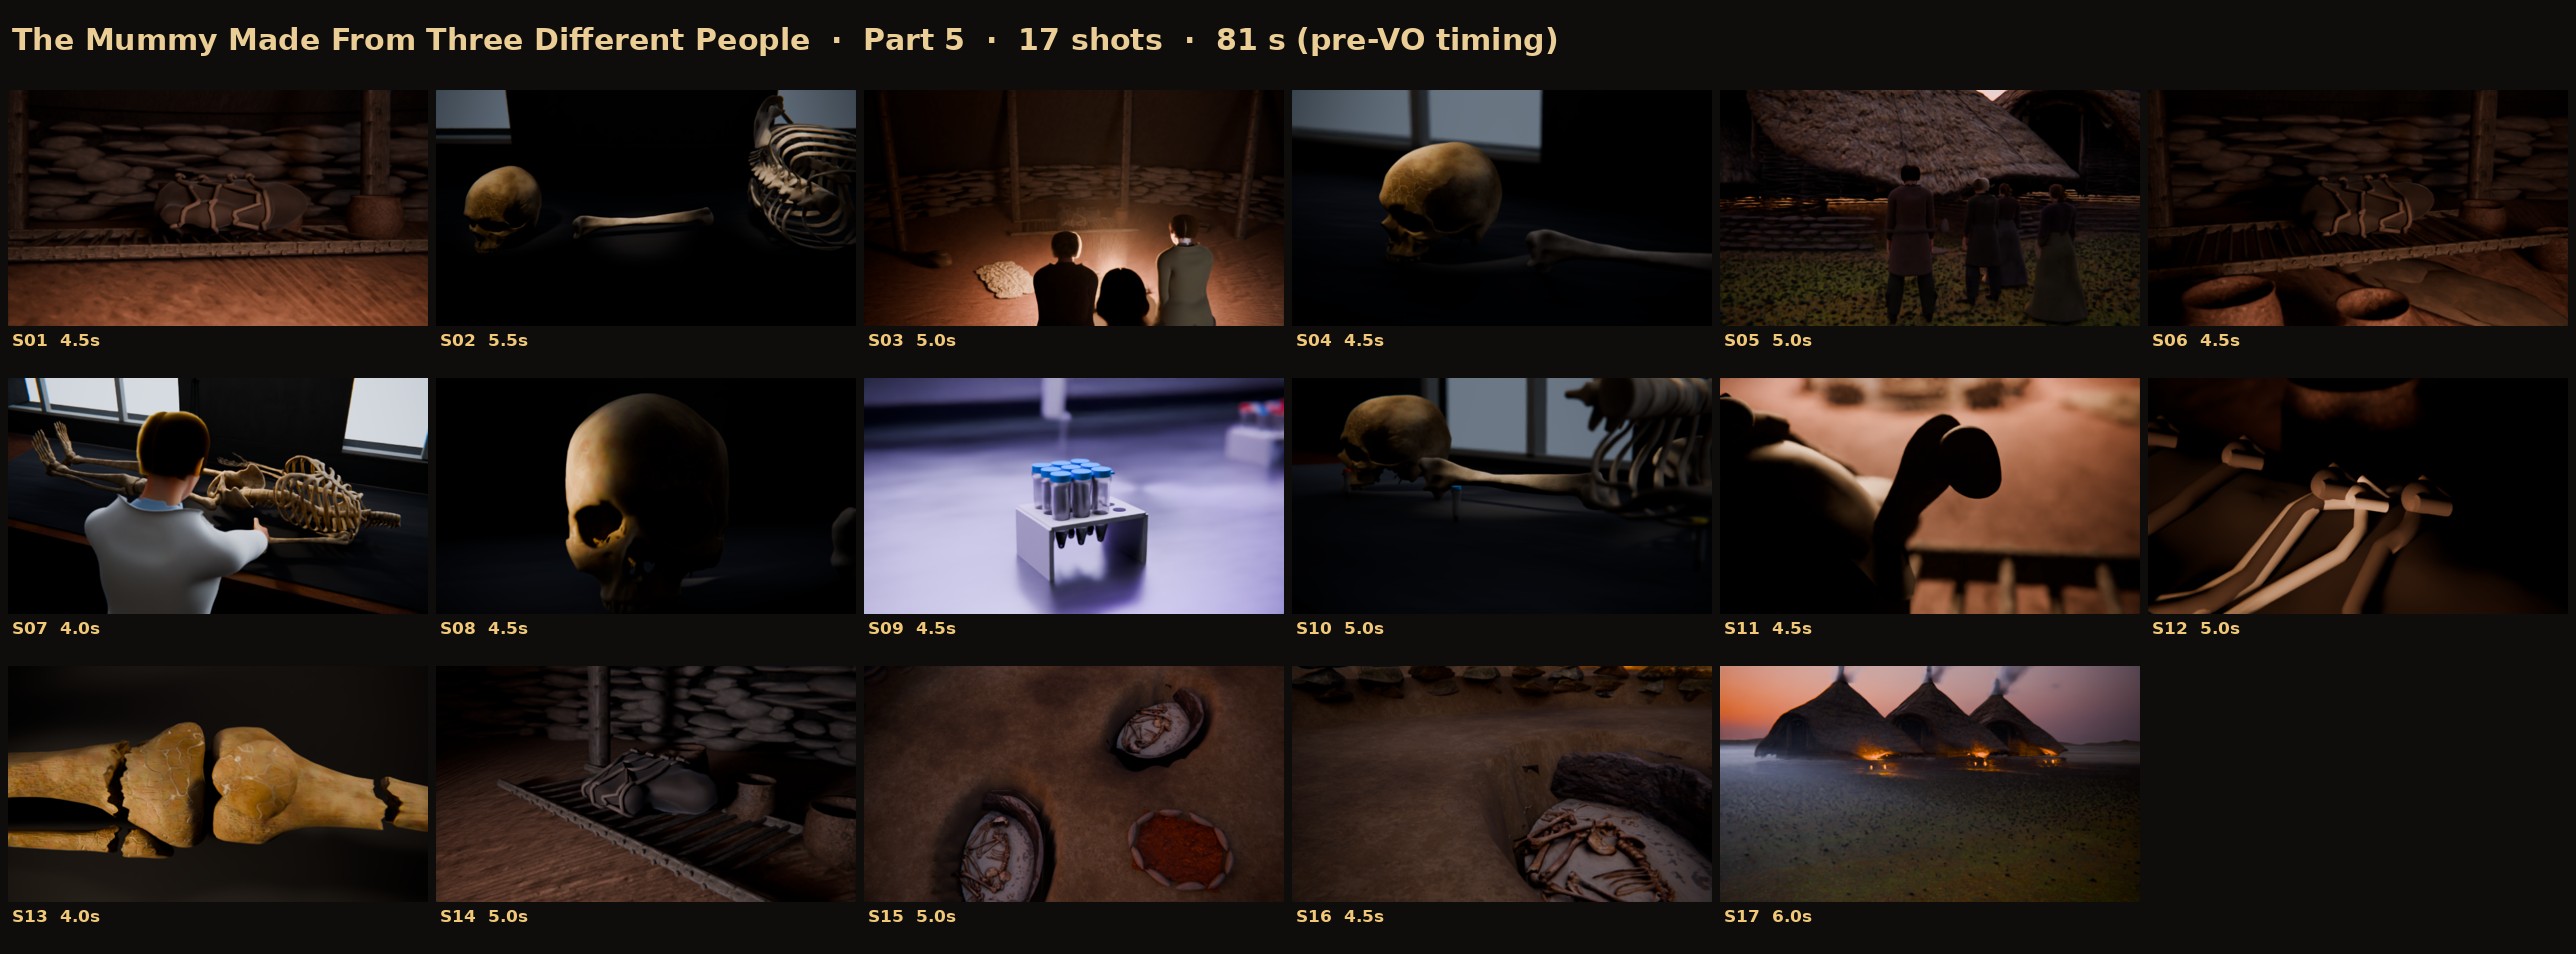 The Mummy Made From Three Different People · Part 5 · 17 shots · 81 s (pre-VO timing)
S01 4.5s
S02 5.5s
S03 5.0s
S04 4.5s
S05 5.0s
S06 4.5s
S07 4.0s
S08 4.5s
S09 4.5s
S10 5.0s
S11 4.5s
S12 5.0s
S13 4.0s
S14 5.0s
S15 5.0s
S16 4.5s
S17 6.0s